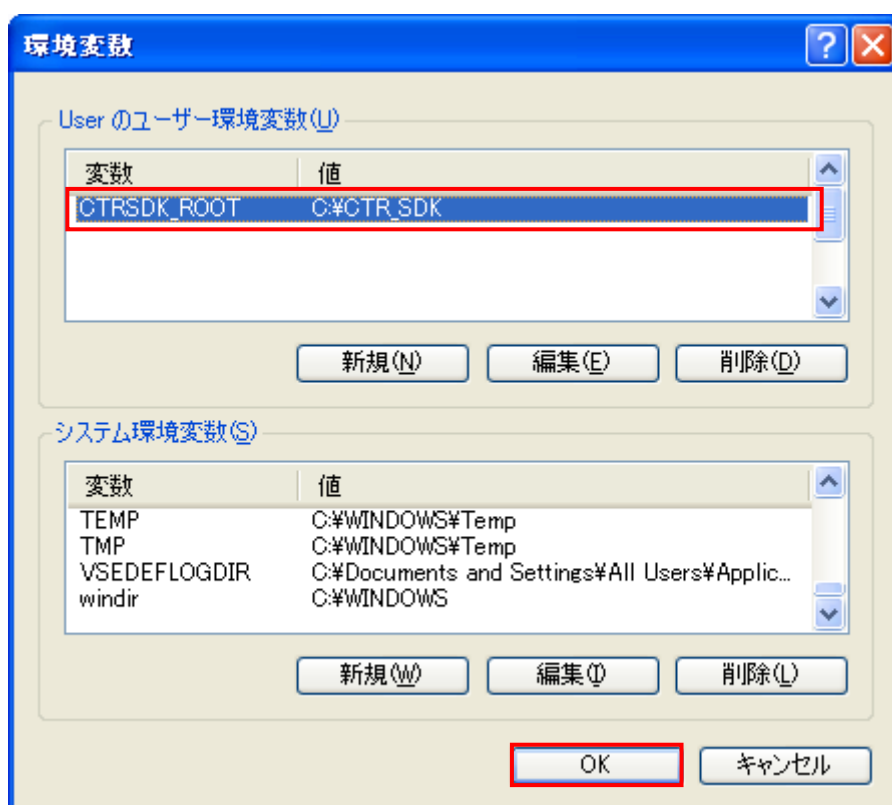 環境変数
User のユーザー環境変数(U)
変数 値
CTRSDK_ROOT C:¥CTR_SDK
新規(N) 編集(E) 削除(D)
システム環境変数(S)
変数 値
TEMP C:¥WINDOWS¥Temp
TMP C:¥WINDOWS¥Temp
VSEDEFLOGDIR C:¥Documents and Settings¥All Users¥Applic...
windir C:¥WINDOWS
新規(W) 編集(I) 削除(L)
OK キャンセル